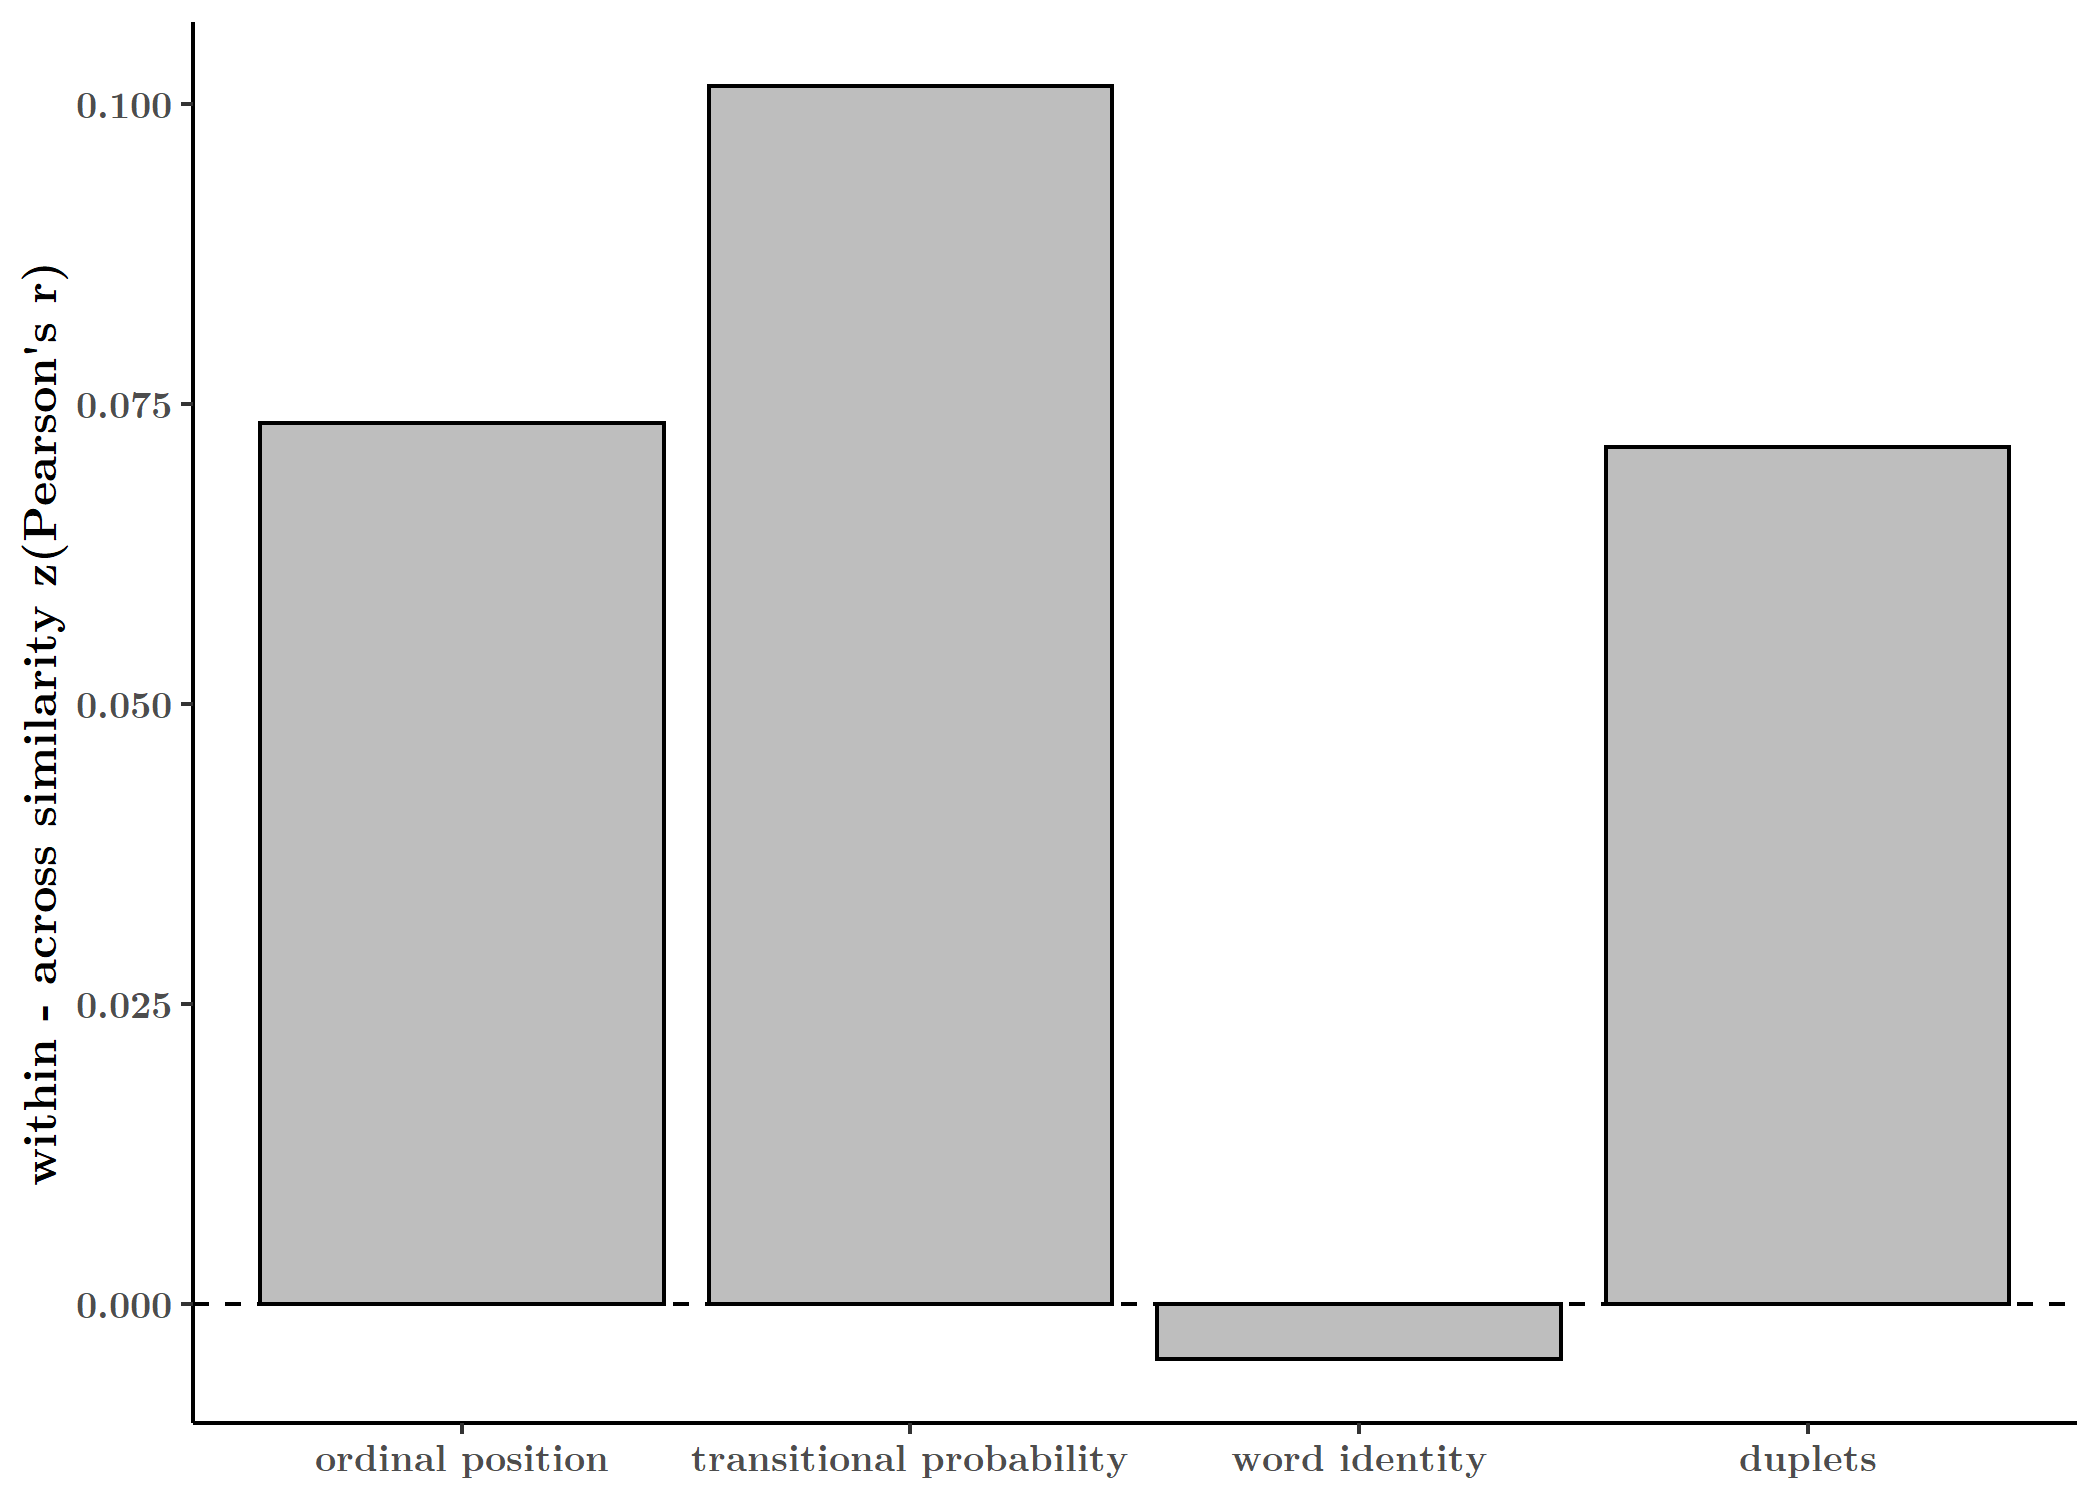 within - across similarity z(Pearson's r)
0.100
0.075
0.050
0.025
0.000
ordinal position
transitional probability
word identity
duplets